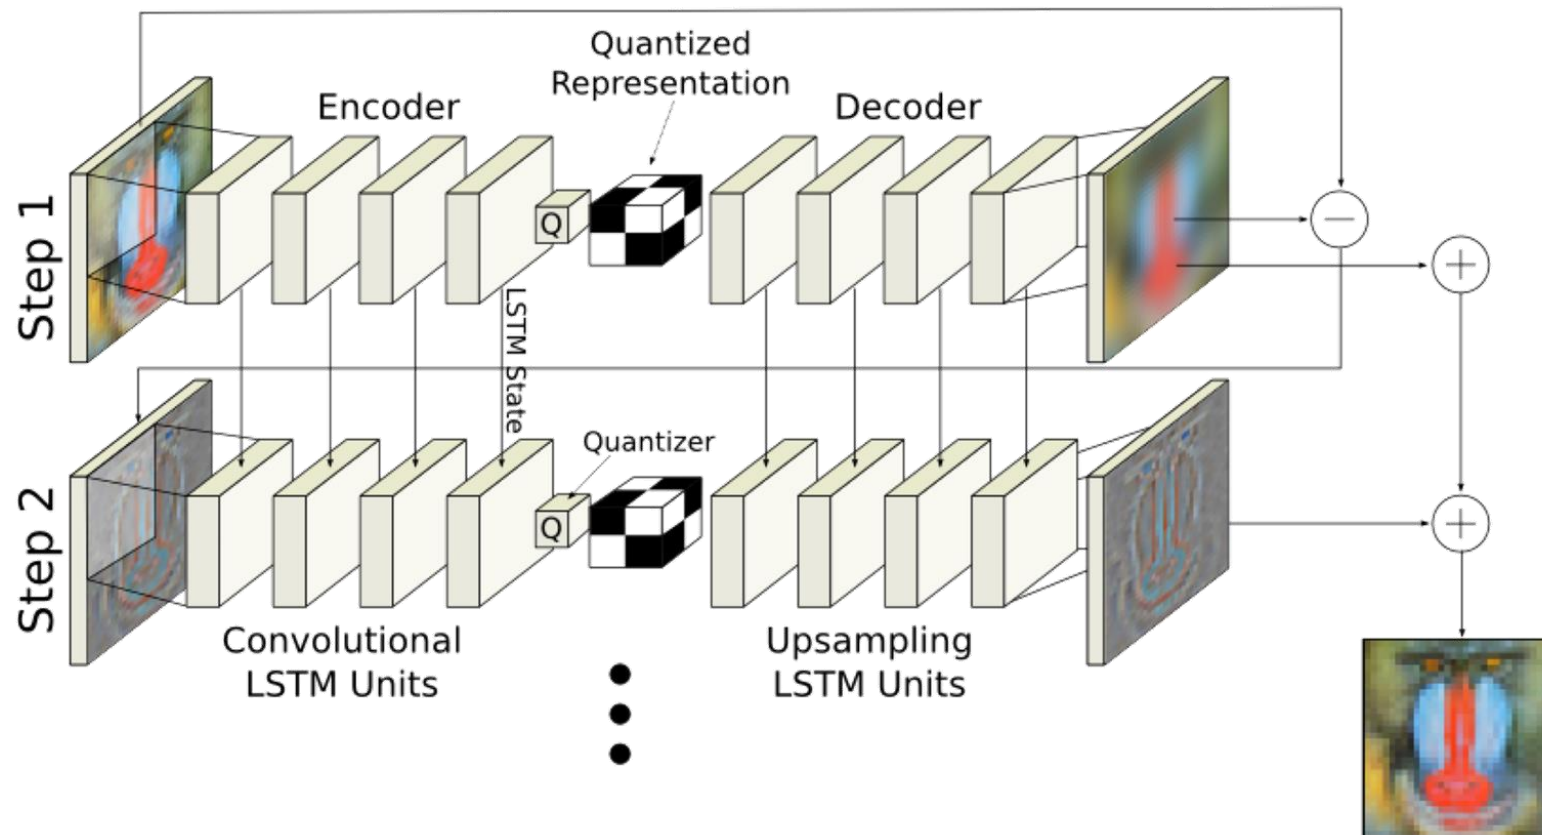 Quantized
Representation
Encoder
Decoder
Step 1
Q
LSTM State
Quantizer
Step 2
Q
Convolutional
LSTM Units
Upsampling
LSTM Units